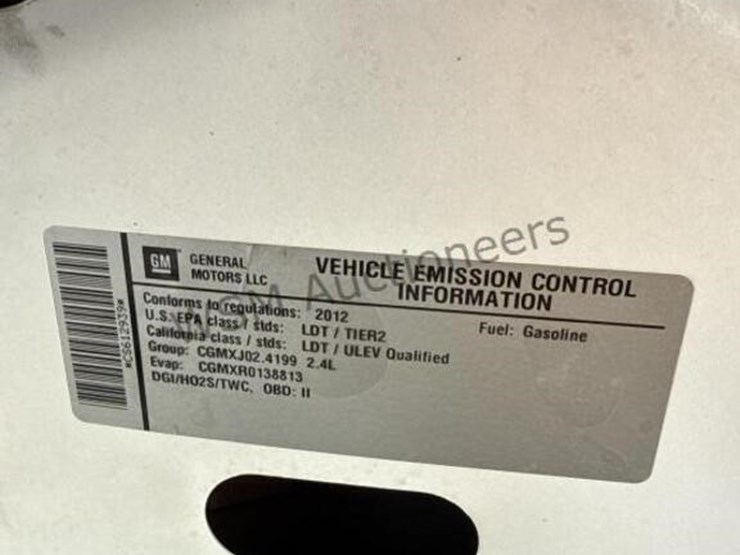 *CS612939*
GM GENERAL MOTORS LLC
VEHICLE EMISSION CONTROL
INFORMATION
Conforms to regulations: 2012
Fuel: Gasoline
U.S. EPA class / stds: LDT / TIER2
California class / stds: LDT / ULEV Qualified
Group: CGMXJ02.4199 2.4L
Evap: CGMXR0138813
DGI/HO2S/TWC, OBD: II
WSM Auctioneers